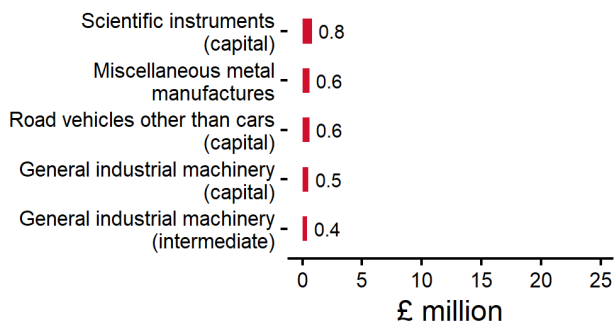 Scientific instruments
(capital)
0.8
Miscellaneous metal
manufactures
0.6
Road vehicles other than cars
(capital)
0.6
General industrial machinery
(capital)
0.5
General industrial machinery
(intermediate)
0.4
0 5 10 15 20 25
£ million